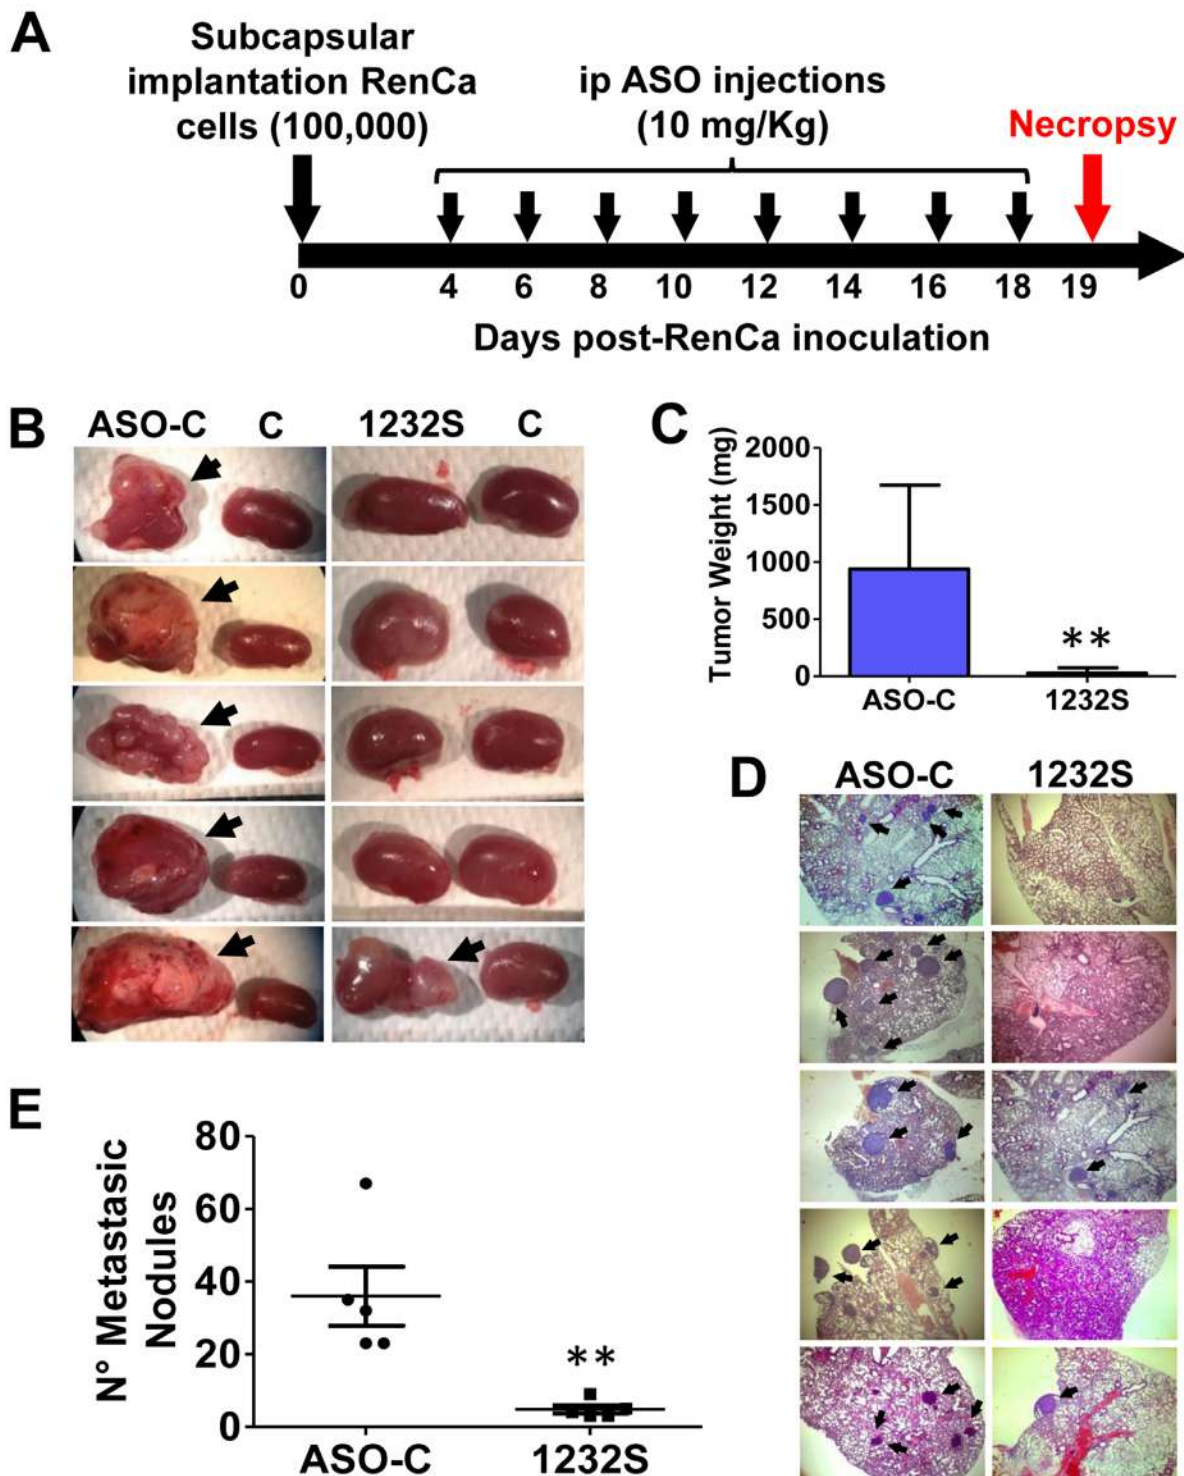 A
Subcapsular
implantation RenCa
cells (100,000)
ip ASO injections
(10 mg/Kg)
Necropsy
0 4 6 8 10 12 14 16 18 19
Days post-RenCa inoculation
B
ASO-C C 1232S C
C
Tumor Weight (mg)
2000
1500
1000
500
0
**
ASO-C 1232S
D
ASO-C 1232S
E
N° Metastasic
Nodules
80
60
40
20
0
**
ASO-C 1232S